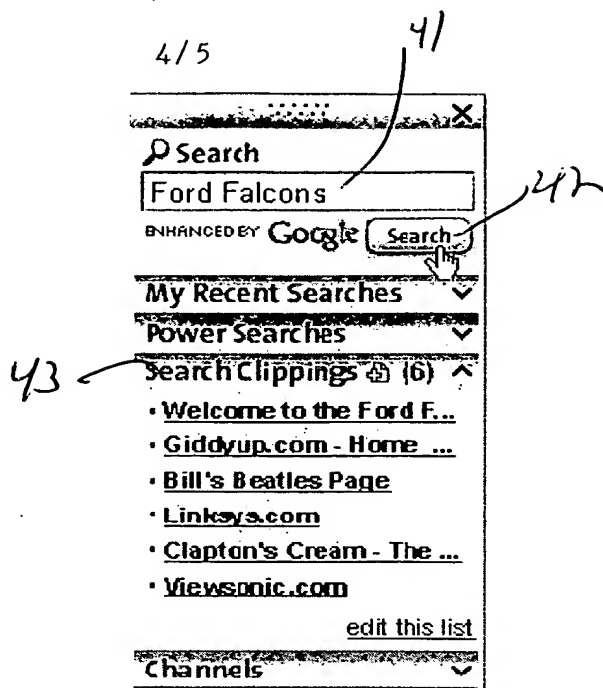 4/5
41
Search
Ford Falcons
ENHANCED BY Google Search
42
My Recent Searches
Power Searches
43
Search Clippings (6)
• Welcome to the Ford F...
• Giddyup.com - Home ...
• Bill's Beatles Page
• Linksys.com
• Clapton's Cream - The ...
• Viewsonic.com
edit this list
Channels